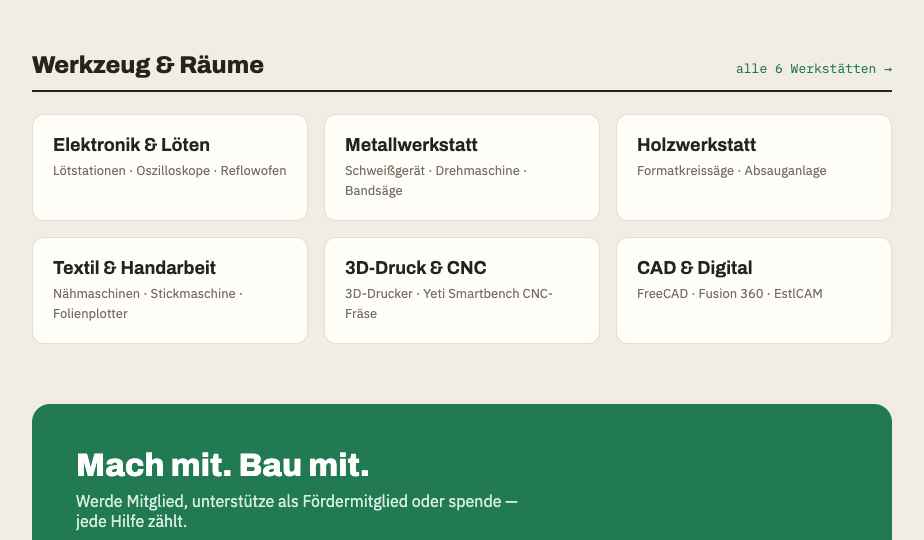 Werkzeug & Räume
alle 6 Werkstätten →
Elektronik & Löten
Lötstationen · Oszilloskope · Reflowofen
Metallwerkstatt
Schweißgerät · Drehmaschine ·
Bandsäge
Holzwerkstatt
Formatkreissäge · Absauganlage
Textil & Handarbeit
Nähmaschinen · Stickmaschine ·
Folienplotter
3D-Druck & CNC
3D-Drucker · Yeti Smartbench CNC-
Fräse
CAD & Digital
FreeCAD · Fusion 360 · EstlCAM
Mach mit. Bau mit.
Werde Mitglied, unterstütze als Fördermitglied oder spende —
jede Hilfe zählt.